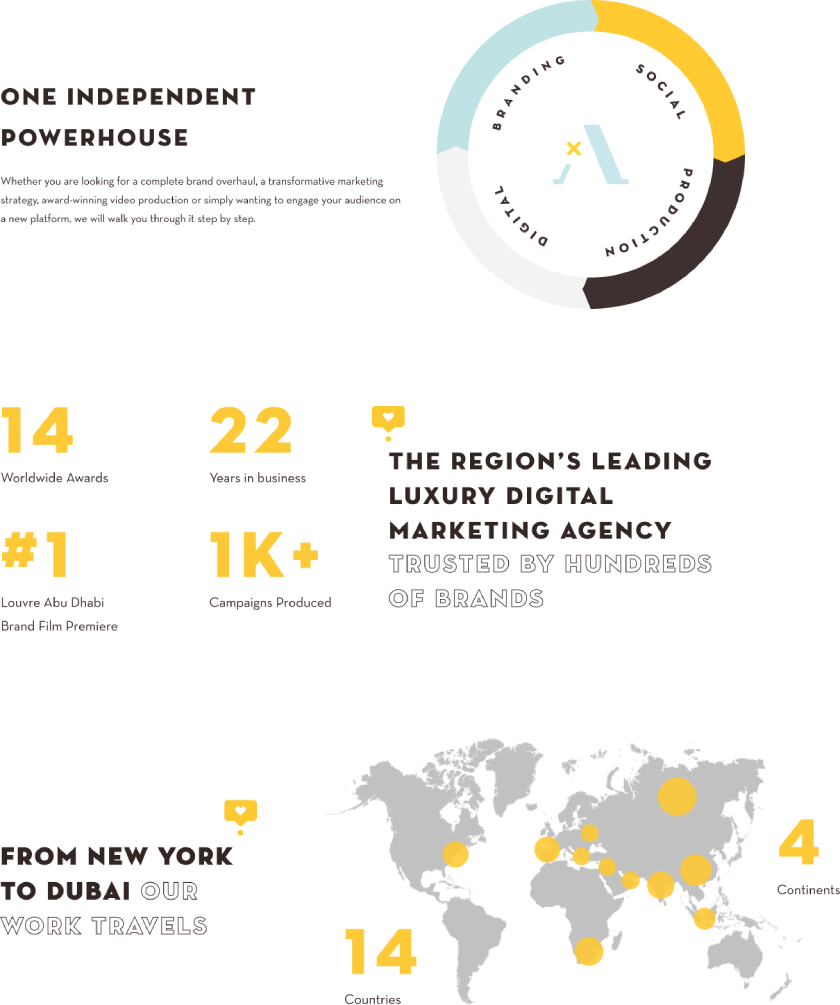 ONE INDEPENDENT
POWERHOUSE
Whether you are looking for a complete brand overhaul, a transformative marketing
strategy, award-winning video production or simply wanting to engage your audience on
a new platform, we will walk you through it step by step.
BRANDING
SOCIAL
PRODUCTION
DIGITAL
A
14
Worldwide Awards
22
Years in business
#1
Louvre Abu Dhabi
Brand Film Premiere
1K+
Campaigns Produced
THE REGION'S LEADING
LUXURY DIGITAL
MARKETING AGENCY
TRUSTED BY HUNDREDS
OF BRANDS
FROM NEW YORK
TO DUBAI OUR
WORK TRAVELS
14
Countries
4
Continents